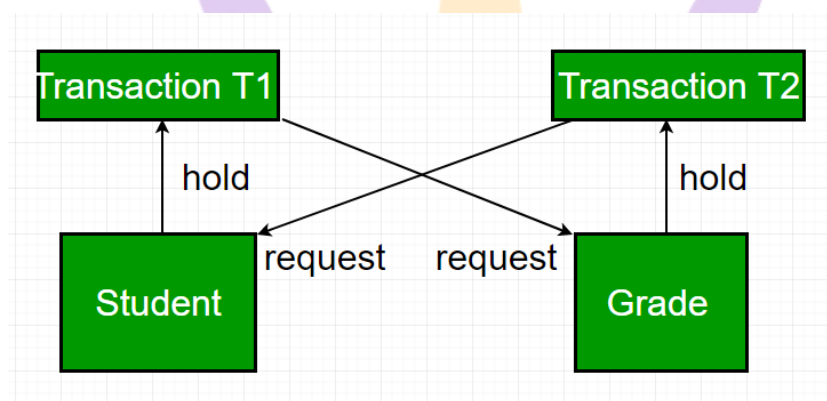 Transaction T1
Transaction T2
hold
hold
request
request
Student
Grade